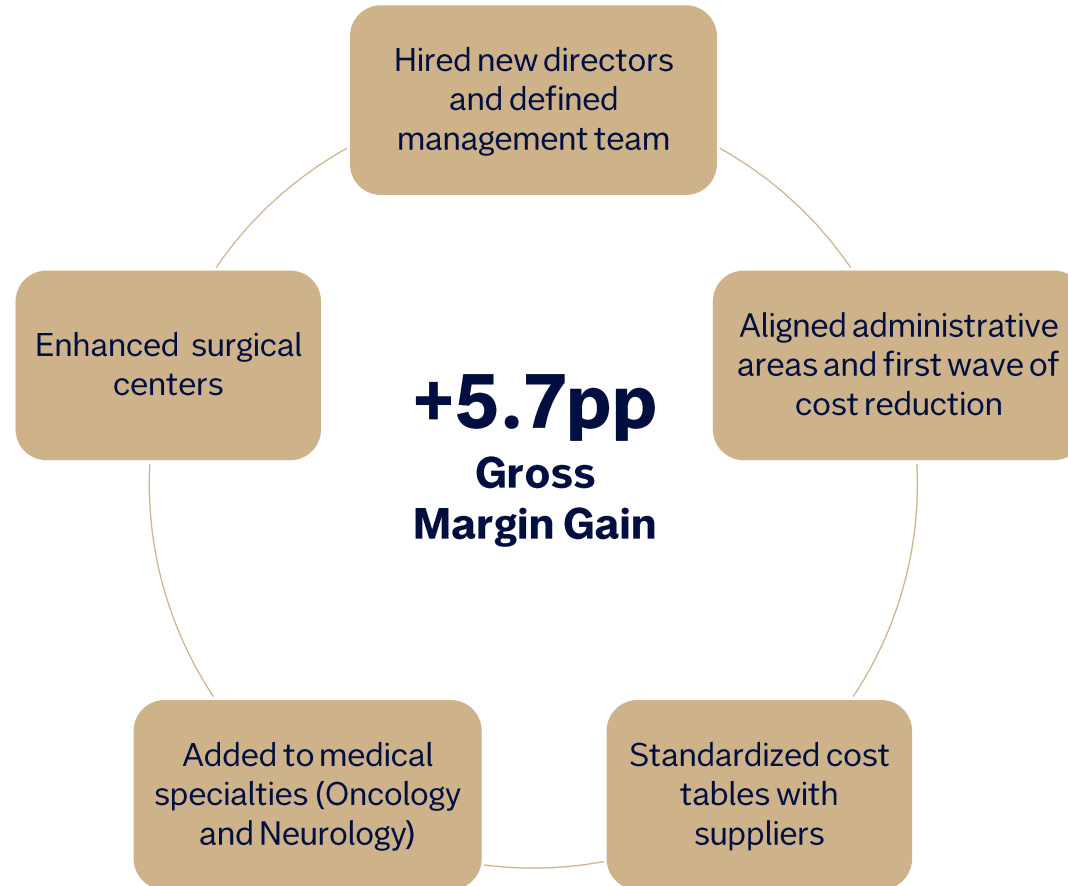 Hired new directors
and defined
management team
Enhanced surgical
centers
Aligned administrative
areas and first wave of
cost reduction
+5.7pp
Gross
Margin Gain
Added to medical
specialties (Oncology
and Neurology)
Standardized cost
tables with
suppliers